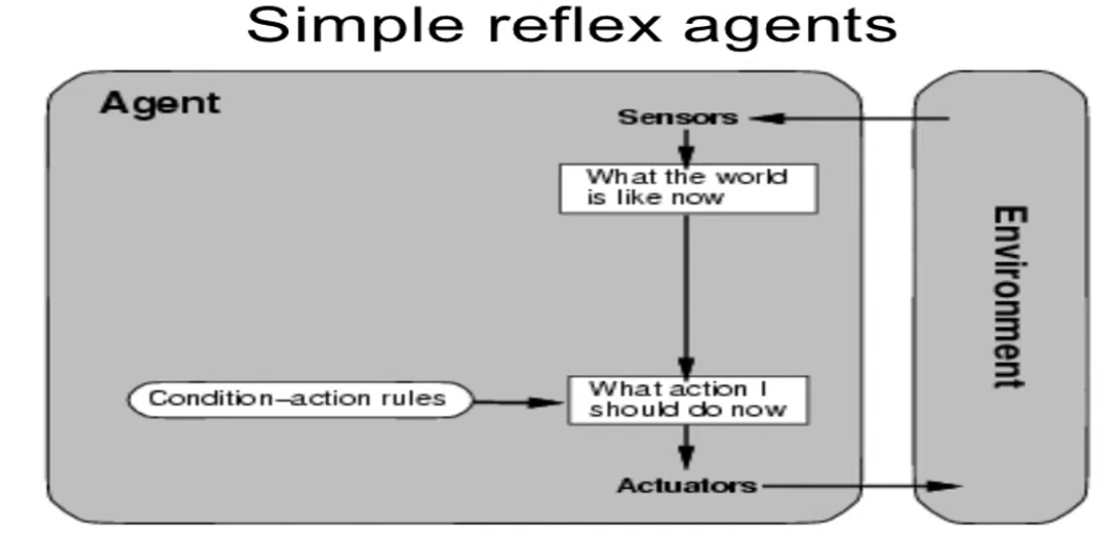 Simple reflex agents
Agent
Sensors
What the world
is like now
Environment
Condition–action rules
What action I
should do now
Actuators